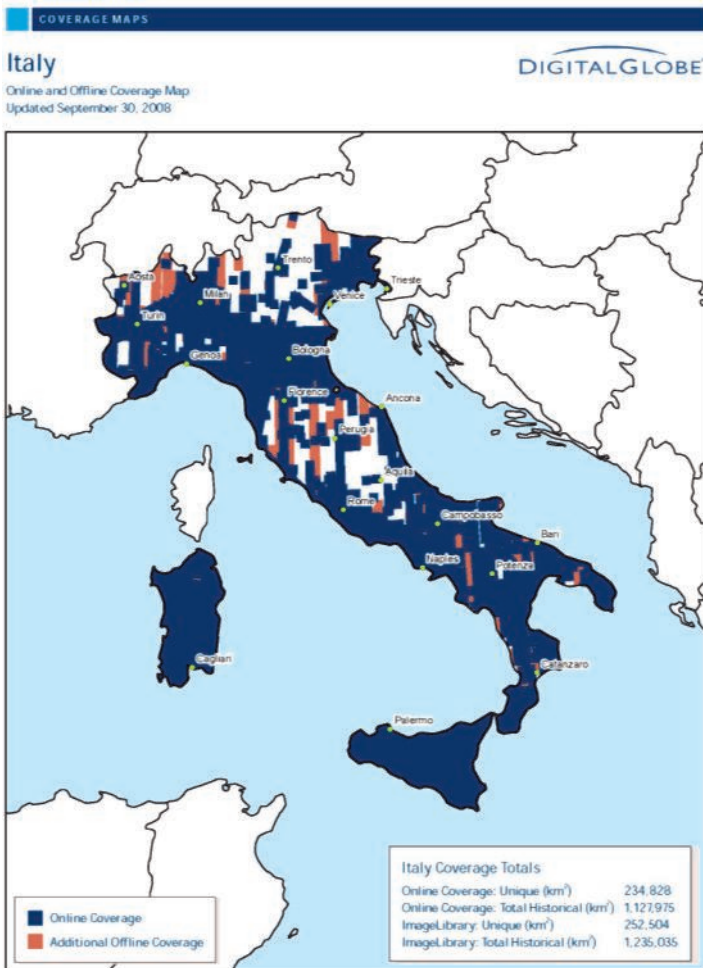 COVERAGE MAPS
Italy
DIGITALGLOBE
Online and Offline Coverage Map
Updated September 30, 2008
Trento
Aosta
Trieste
Milan
Venice
Turin
Bologna
Genoa
Florence
Ancona
Perugia
Aquila
Rome
Campobasso
Bari
Naples
Potenza
Cagliari
Catanzaro
Palermo
Italy Coverage Totals
Online Coverage: Unique (km²) 234,828
Online Coverage: Total Historical (km²) 1,127,975
ImageLibrary: Unique (km²) 252,504
ImageLibrary: Total Historical (km²) 1,235,035
Online Coverage
Additional Offline Coverage